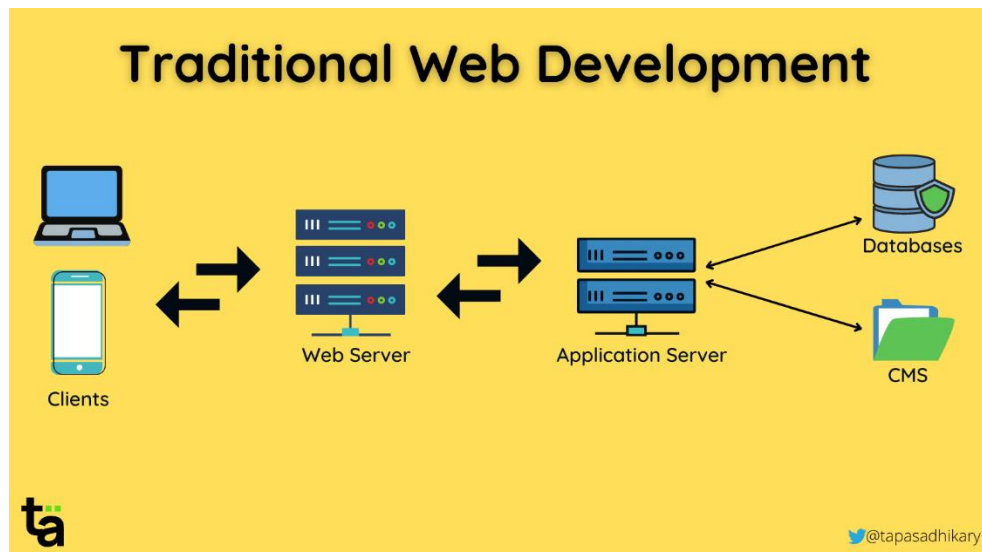 Traditional Web Development
Databases
Web Server
Application Server
CMS
Clients
tä
@tapasadhikary